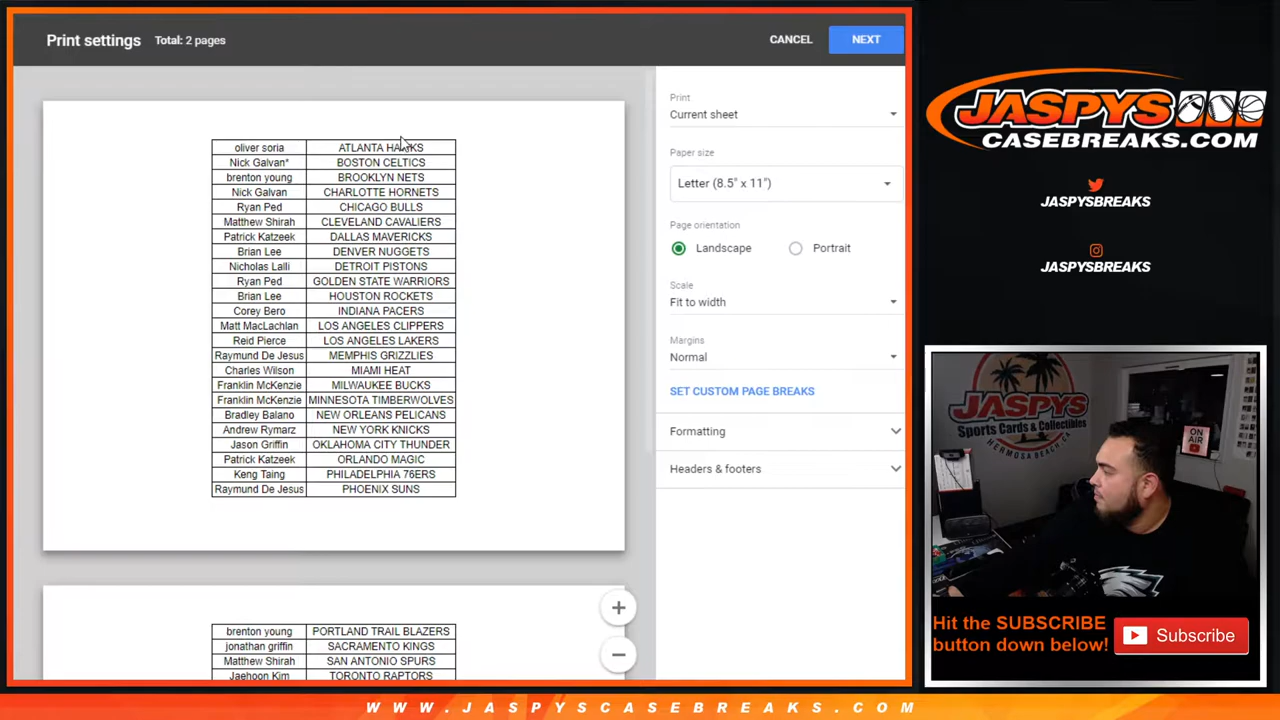 Print settings Total: 2 pages
CANCEL NEXT
oliver soria ATLANTA HAWKS
Nick Galvan* BOSTON CELTICS
brenton young BROOKLYN NETS
Nick Galvan CHARLOTTE HORNETS
Ryan Ped CHICAGO BULLS
Matthew Shirah CLEVELAND CAVALIERS
Patrick Katzeek DALLAS MAVERICKS
Brian Lee DENVER NUGGETS
Nicholas Lalli DETROIT PISTONS
Ryan Ped GOLDEN STATE WARRIORS
Brian Lee HOUSTON ROCKETS
Corey Bero INDIANA PACERS
Matt MacLachlan LOS ANGELES CLIPPERS
Reid Pierce LOS ANGELES LAKERS
Raymund De Jesus MEMPHIS GRIZZLIES
Charles Wilson MIAMI HEAT
Franklin McKenzie MILWAUKEE BUCKS
Franklin McKenzie MINNESOTA TIMBERWOLVES
Bradley Balano NEW ORLEANS PELICANS
Andrew Rymarz NEW YORK KNICKS
Jason Griffin OKLAHOMA CITY THUNDER
Patrick Katzeek ORLANDO MAGIC
Keng Taing PHILADELPHIA 76ERS
Raymund De Jesus PHOENIX SUNS
brenton young PORTLAND TRAIL BLAZERS
jonathan griffin SACRAMENTO KINGS
Matthew Shirah SAN ANTONIO SPURS
Jaehoon Kim TORONTO RAPTORS
Print
Current sheet
Paper size
Letter (8.5" x 11")
Page orientation
Landscape Portrait
Scale
Fit to width
Margins
Normal
SET CUSTOM PAGE BREAKS
Formatting
Headers & footers
JASPYS
CASEBREAKS.COM
JASPYSBREAKS
JASPYSBREAKS
JASPYS
Sports Cards & Collectibles
HERMOSA BEACH, CA
ON
AIR
Hit the SUBSCRIBE
button down below!
Subscribe
WWW.JASPYSCASEBREAKS.COM